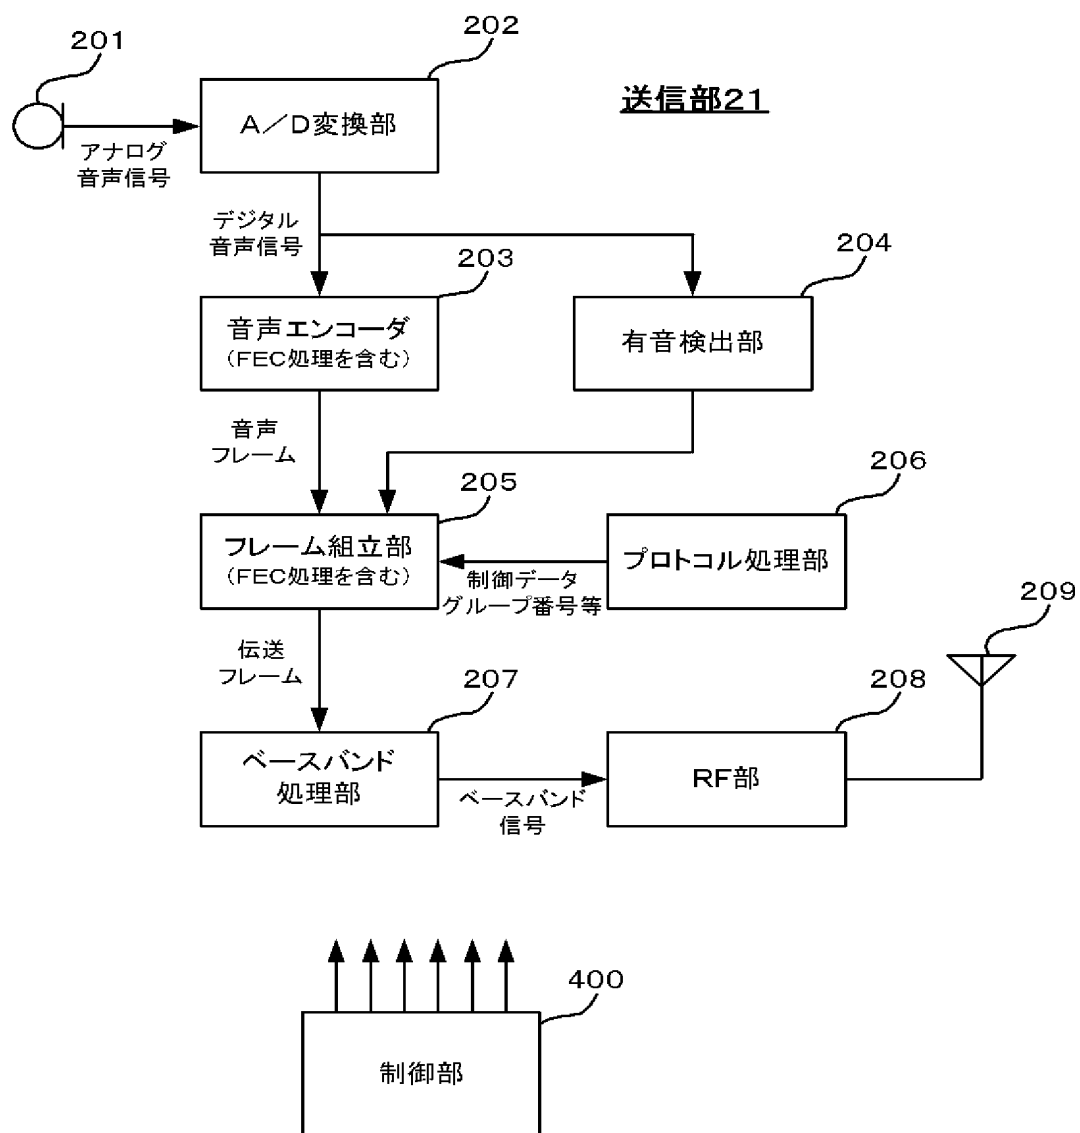 201
202
送信部21
A／D変換部
アナログ
音声信号
デジタル
音声信号
203
204
音声エンコーダ
（FEC処理を含む）
有音検出部
音声
フレーム
205
206
フレーム組立部
（FEC処理を含む）
プロトコル処理部
制御データ
グループ番号等
209
伝送
フレーム
207
208
ベースバンド
処理部
RF部
ベースバンド
信号
400
制御部